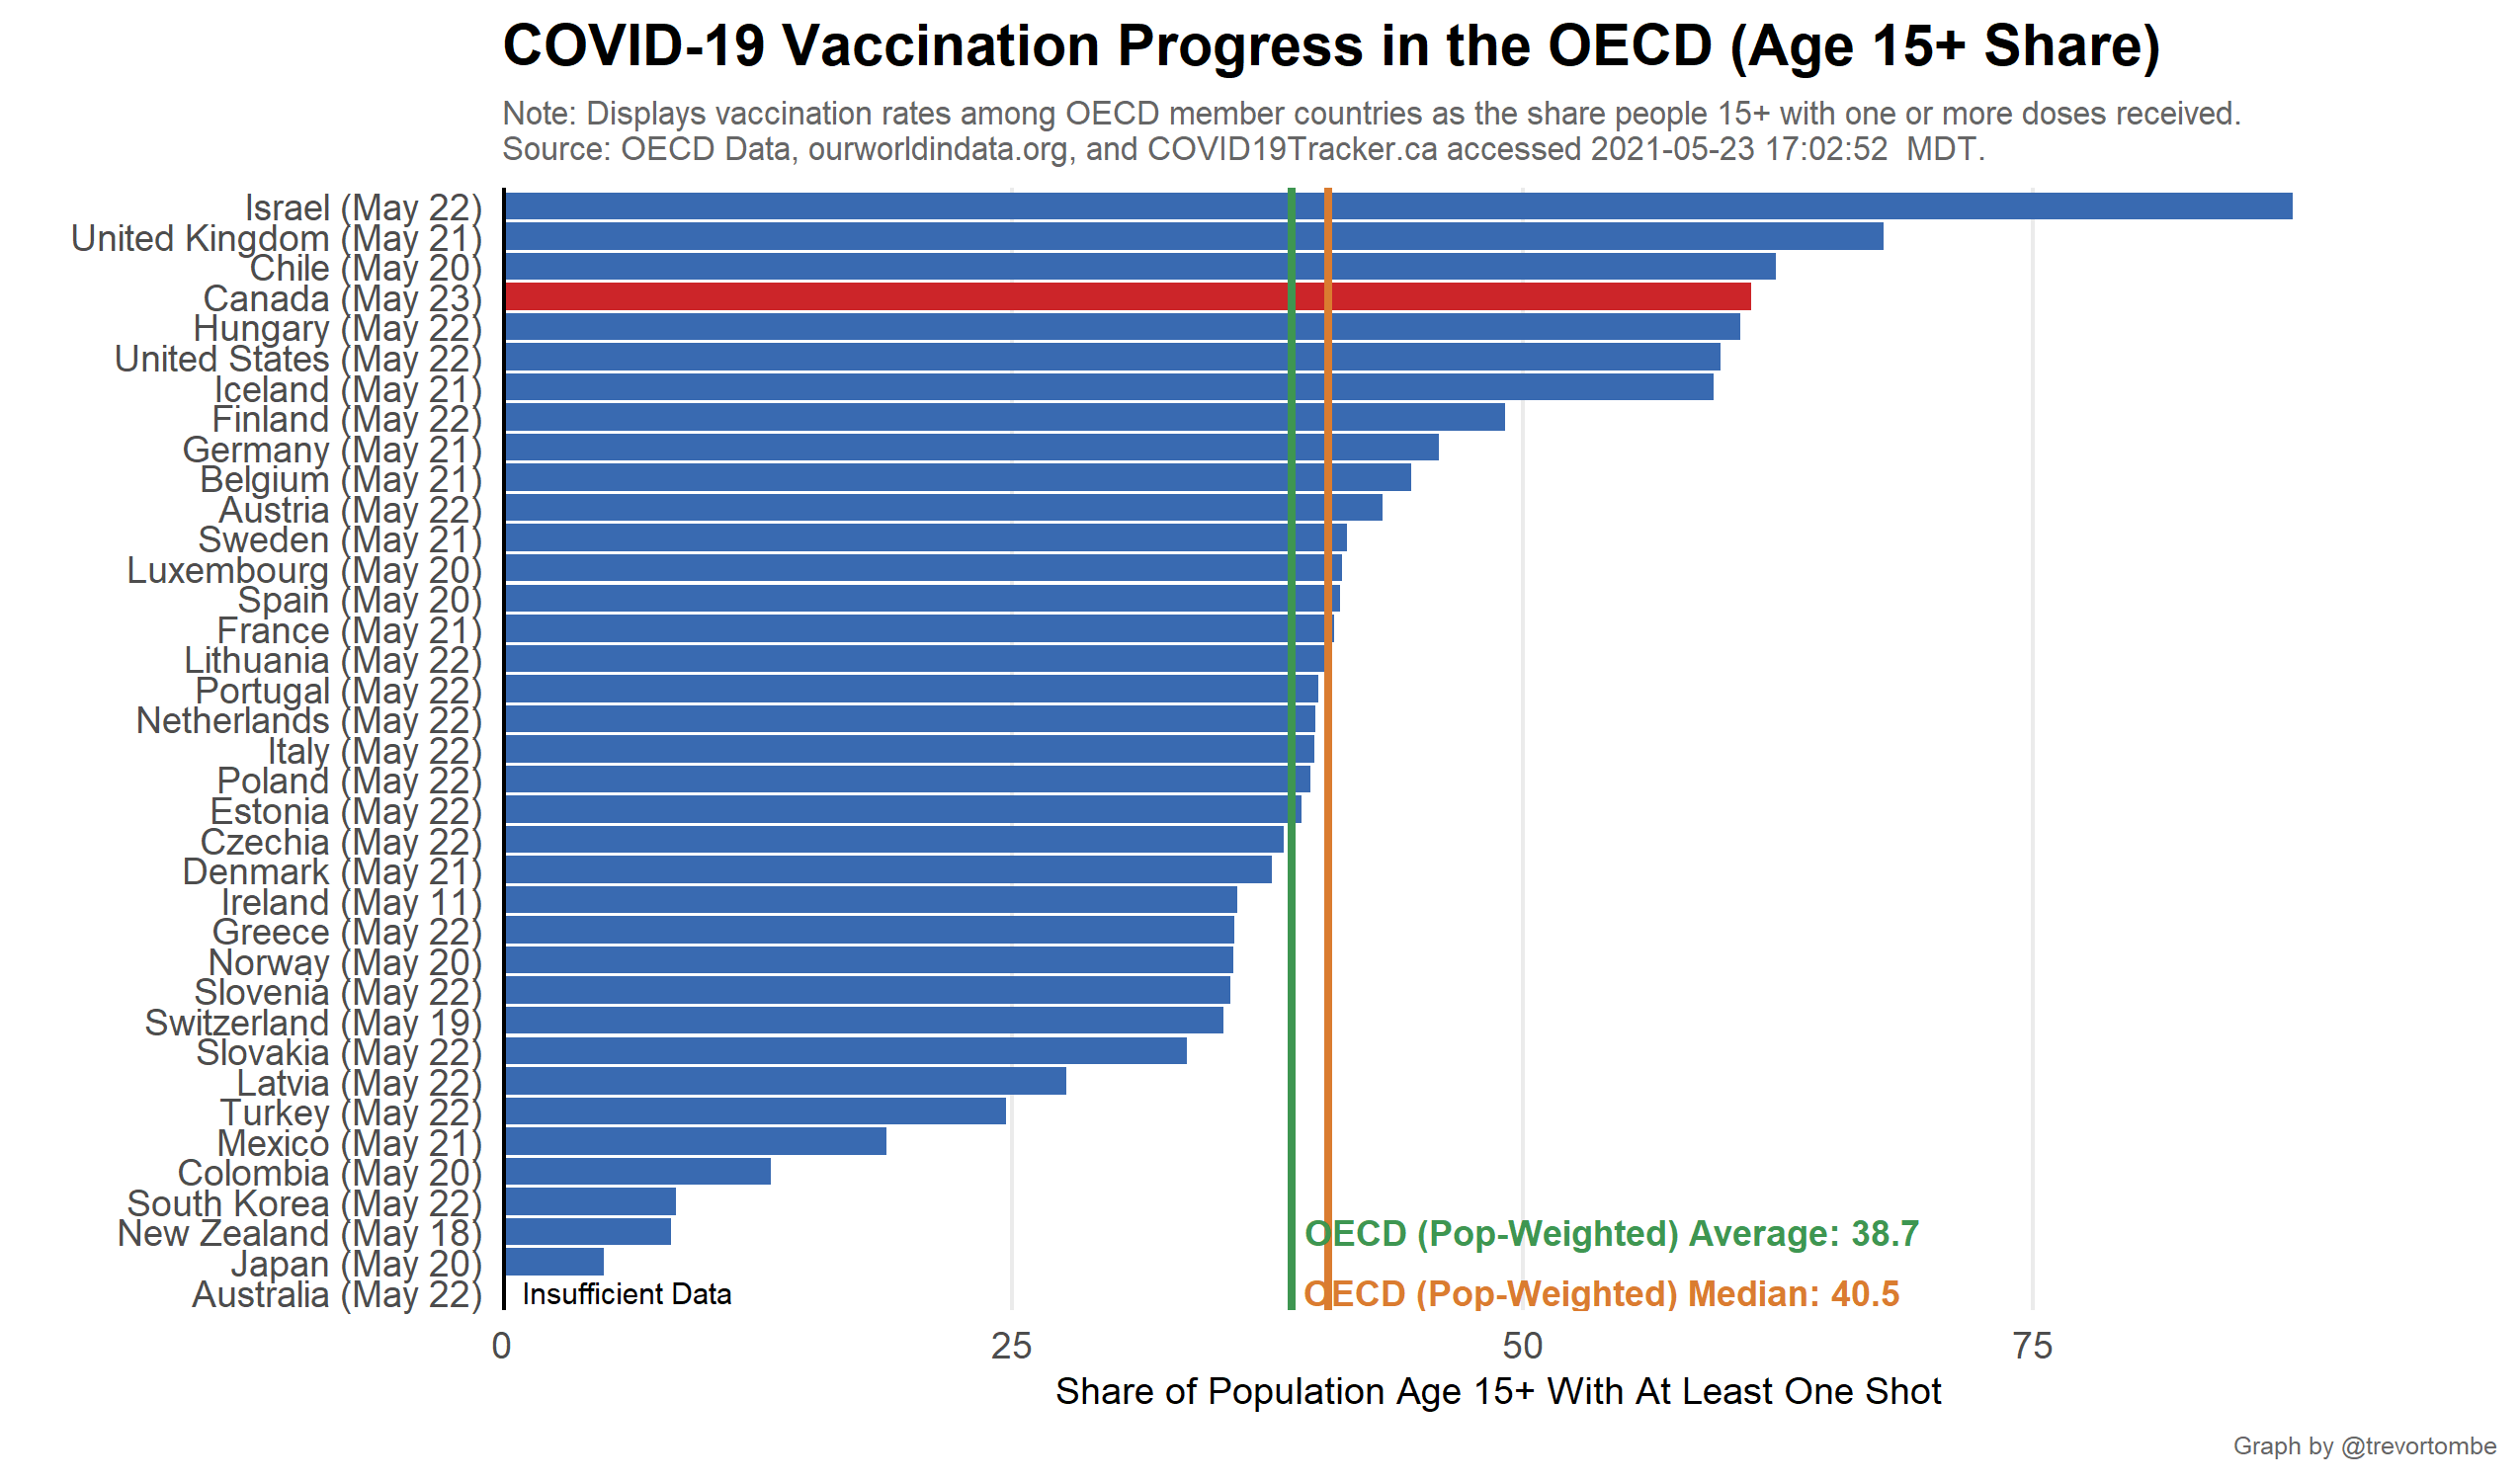 COVID-19 Vaccination Progress in the OECD (Age 15+ Share)
Note: Displays vaccination rates among OECD member countries as the share people 15+ with one or more doses received.
Source: OECD Data, ourworldindata.org, and COVID19Tracker.ca accessed 2021-05-23 17:02:52  MDT.
Israel (May 22)
United Kingdom (May 21)
Chile (May 20)
Canada (May 23)
Hungary (May 22)
United States (May 22)
Iceland (May 21)
Finland (May 22)
Germany (May 21)
Belgium (May 21)
Austria (May 22)
Sweden (May 21)
Luxembourg (May 20)
Spain (May 20)
France (May 21)
Lithuania (May 22)
Portugal (May 22)
Netherlands (May 22)
Italy (May 22)
Poland (May 22)
Estonia (May 22)
Czechia (May 22)
Denmark (May 21)
Ireland (May 11)
Greece (May 22)
Norway (May 20)
Slovenia (May 22)
Switzerland (May 19)
Slovakia (May 22)
Latvia (May 22)
Turkey (May 22)
Mexico (May 21)
Colombia (May 20)
South Korea (May 22)
New Zealand (May 18)
OECD (Pop-Weighted) Average: 38.7
Japan (May 20)
Australia (May 22)
Insufficient Data
OECD (Pop-Weighted) Median: 40.5
0 25 50 75
Share of Population Age 15+ With At Least One Shot
Graph by @trevortombe